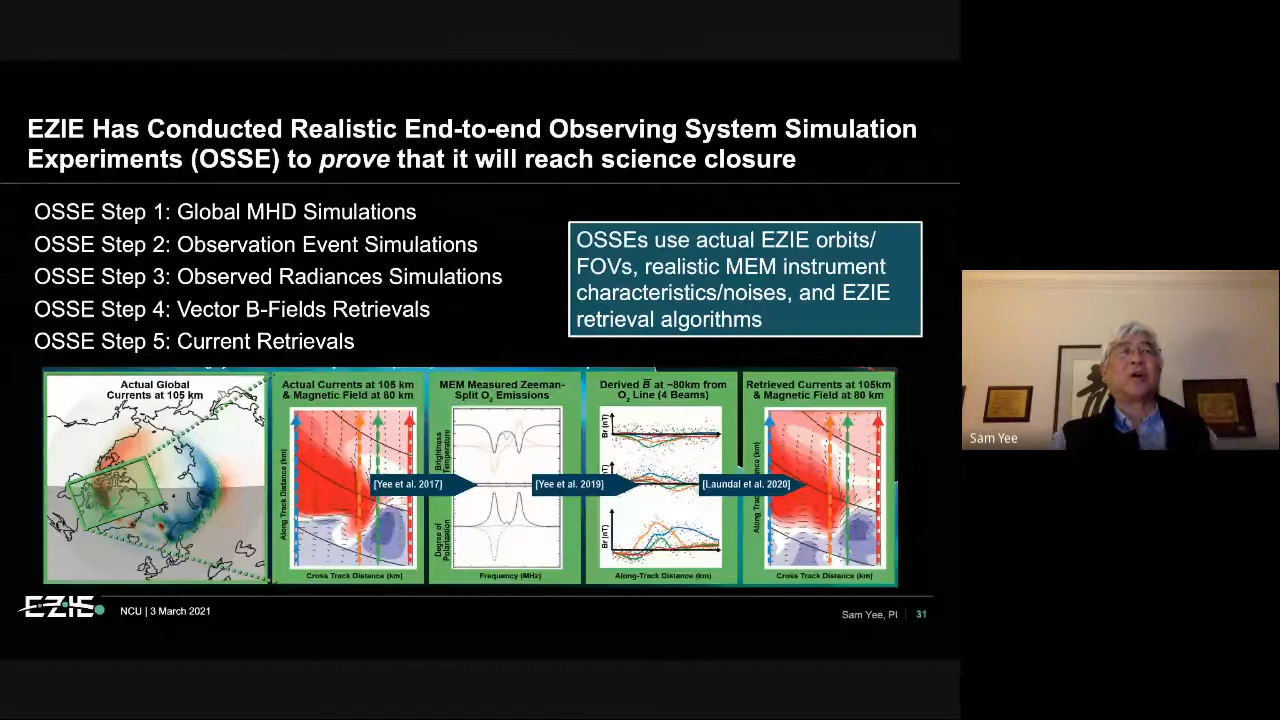 EZIE Has Conducted Realistic End-to-end Observing System Simulation
Experiments (OSSE) to prove that it will reach science closure
OSSE Step 1: Global MHD Simulations
OSSE Step 2: Observation Event Simulations
OSSE Step 3: Observed Radiances Simulations
OSSE Step 4: Vector B-Fields Retrievals
OSSE Step 5: Current Retrievals
OSSEs use actual EZIE orbits/
FOVs, realistic MEM instrument
characteristics/noises, and EZIE
retrieval algorithms
Actual Global
Currents at 105 km
Actual Currents at 105 km
& Magnetic Field at 80 km
Along Track Distance (km)
Cross Track Distance (km)
[Yee et al. 2017]
MEM Measured Zeeman-
Split O₂ Emissions
Brightness
Temperature
Degree of
Polarization
Frequency (MHz)
[Yee et al. 2019]
Derived B̅ at ~80km from
O₂ Line (4 Beams)
Br (nT)
Br (nT)
Along-Track Distance (km)
[Laundal et al. 2020]
Retrieved Currents at 105km
& Magnetic Field at 80 km
Cross Track Distance (km)
EZIE
NCU | 3 March 2021
Sam Yee, PI | 31
Sam Yee